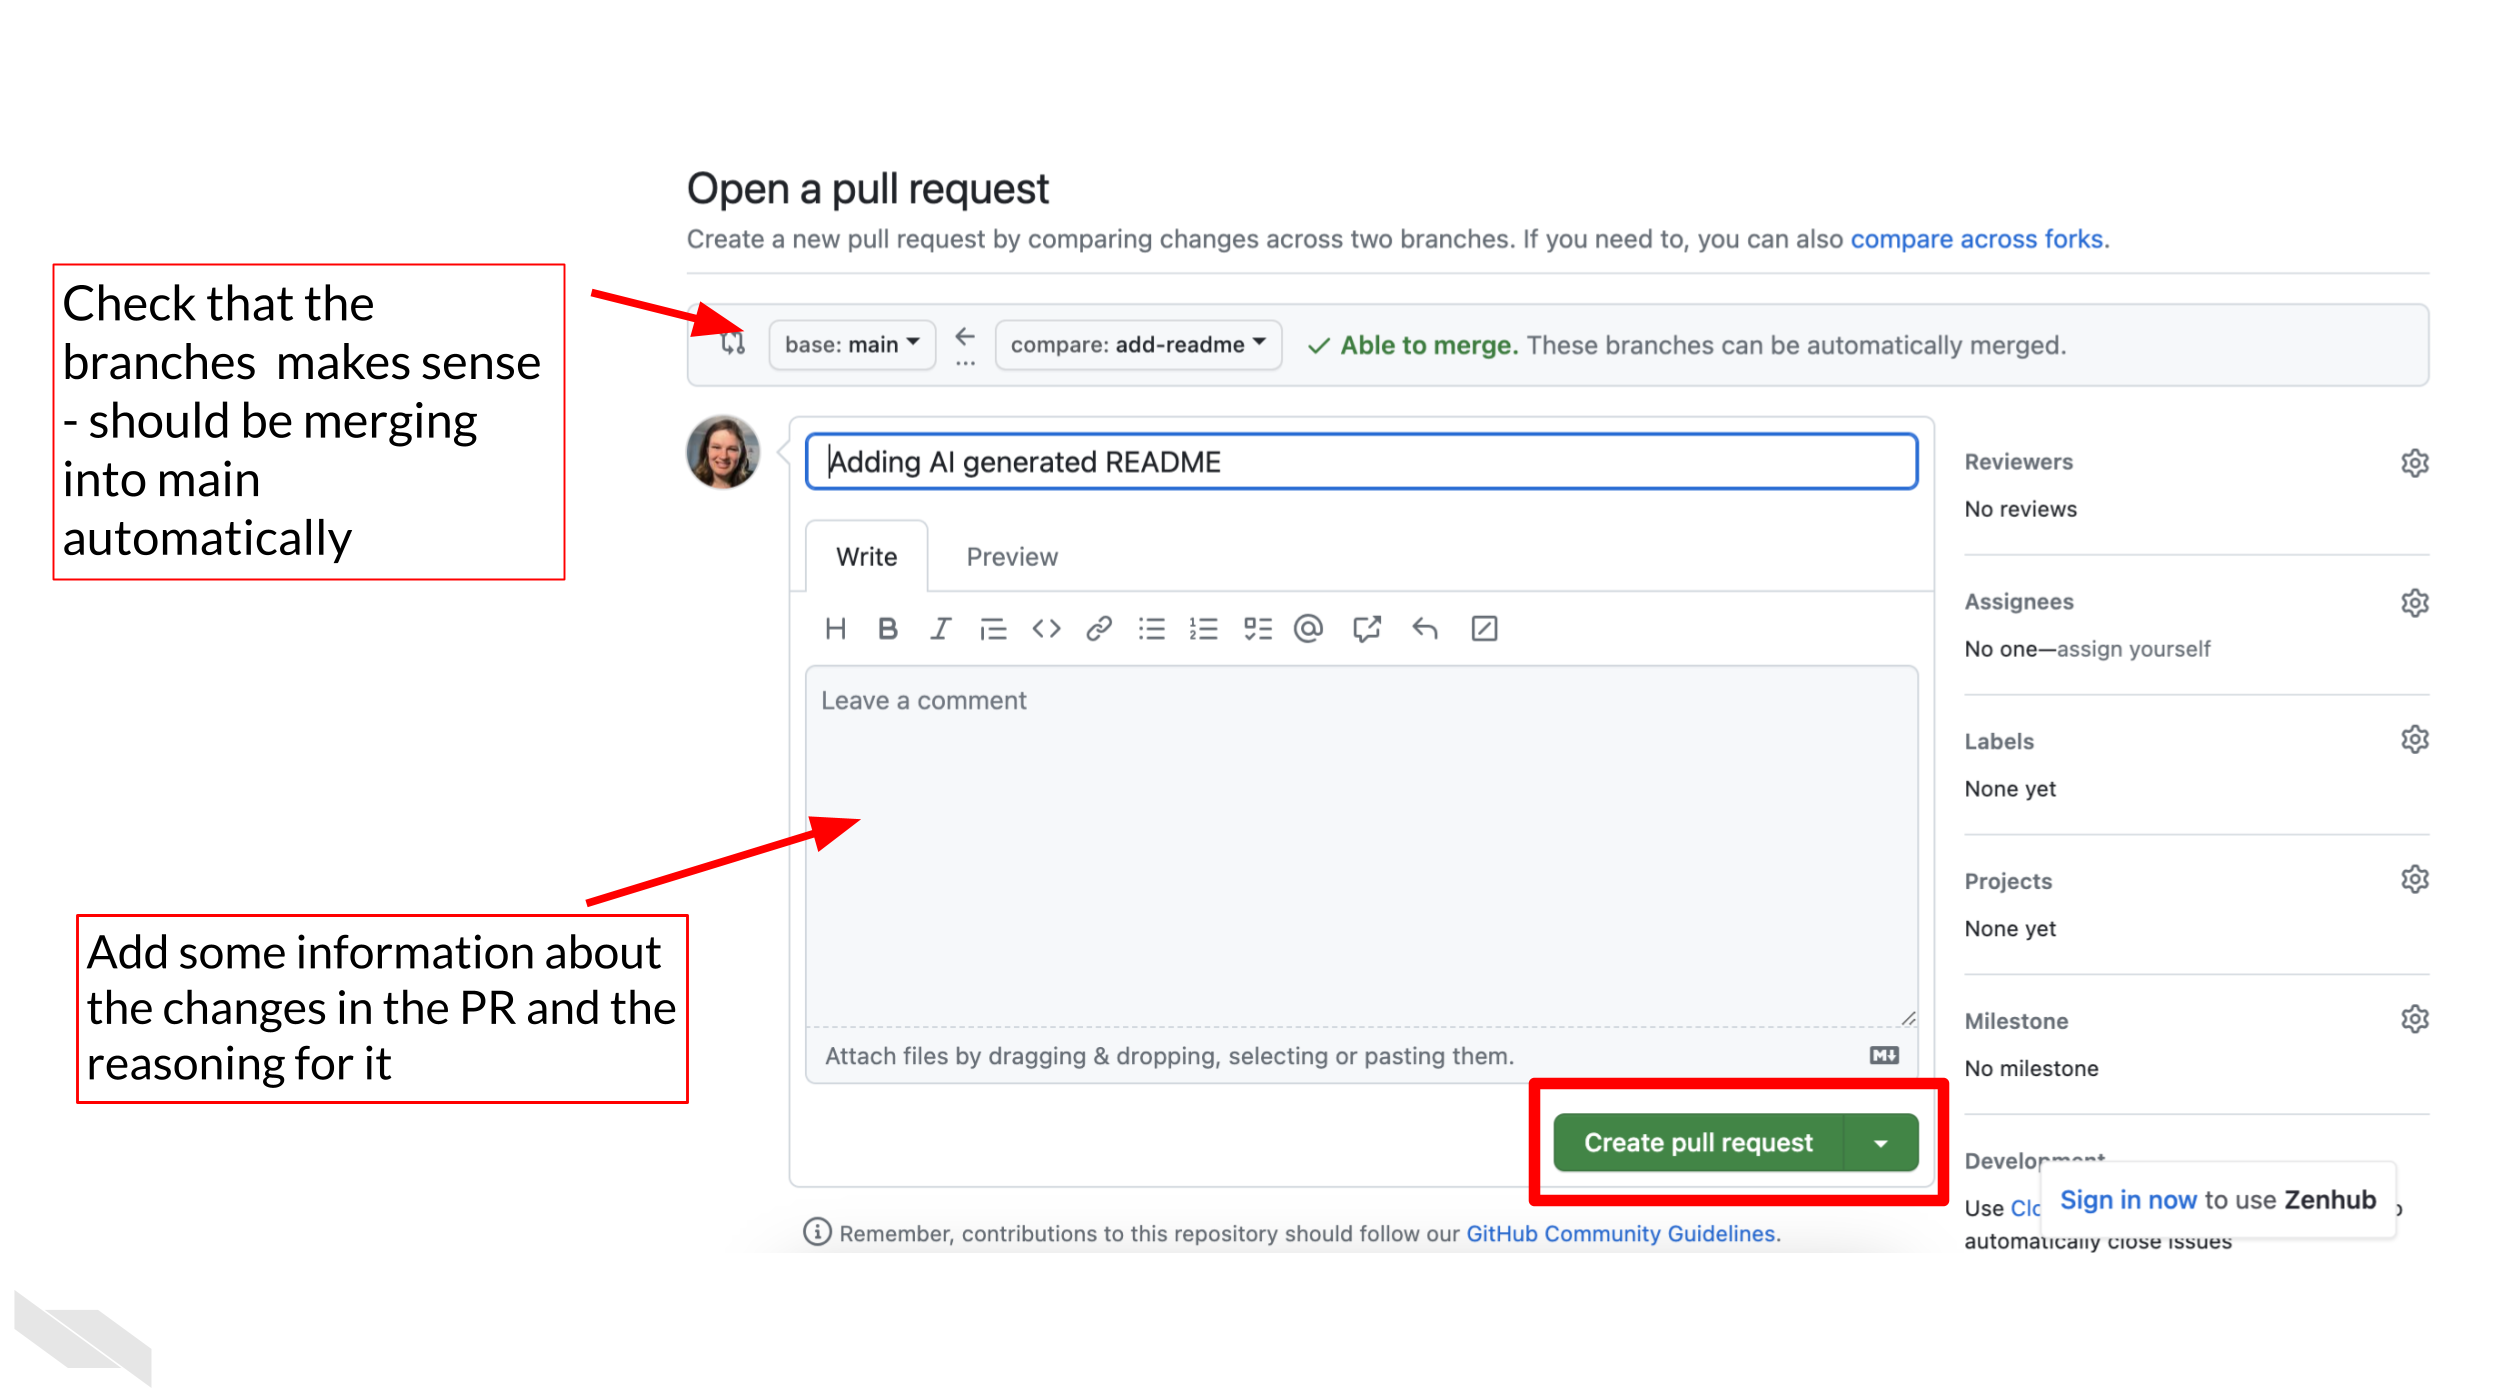 Open a pull request
Create a new pull request by comparing changes across two branches. If you need to, you can also compare across forks.
Check that the
branches  makes sense
- should be merging
into main
automatically
base: main
compare: add-readme
Able to merge. These branches can be automatically merged.
Adding AI generated README
Write
Preview
Leave a comment
Attach files by dragging & dropping, selecting or pasting them.
Create pull request
Add some information about
the changes in the PR and the
reasoning for it
Remember, contributions to this repository should follow our GitHub Community Guidelines.
Reviewers
No reviews
Assignees
No one—assign yourself
Labels
None yet
Projects
None yet
Milestone
No milestone
Development
Use
automatically close issues
Sign in now to use Zenhub